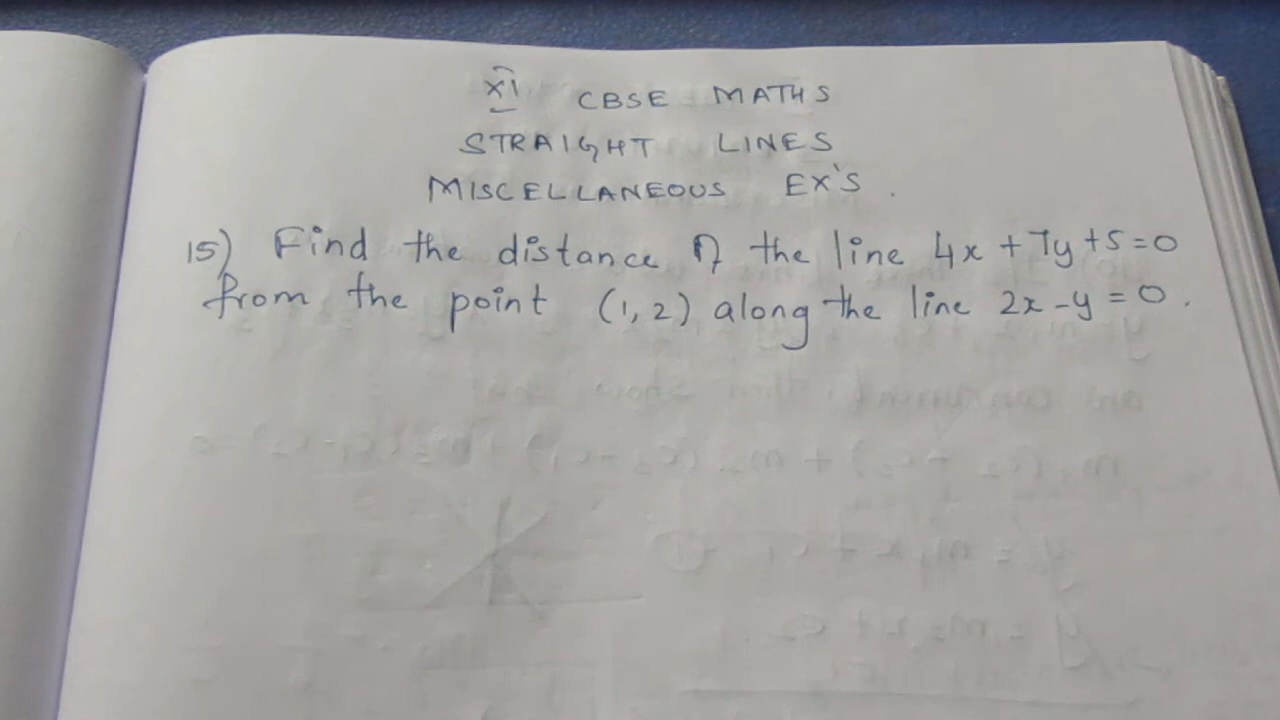 XI CBSE MATHS
STRAIGHT LINES
MISCELLANEOUS EX'S.
15) Find the distance of the line 4x + 7y + 5 = 0
from the point (1, 2) along the line 2x - y = 0.